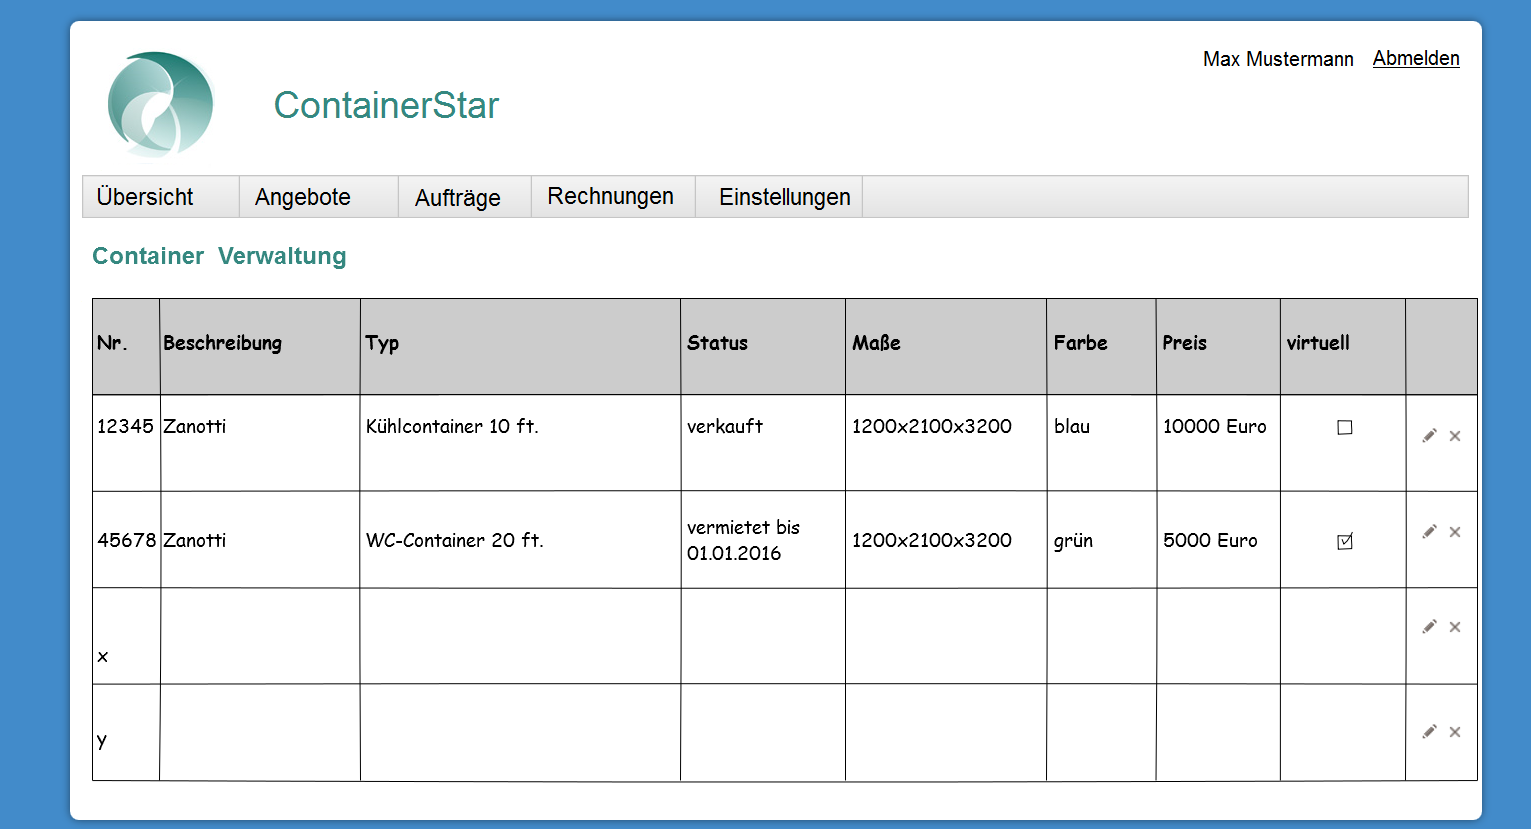 Max Mustermann Abmelden
ContainerStar
Übersicht Angebote Aufträge Rechnungen Einstellungen
Container Verwaltung
Nr. Beschreibung Typ Status Maße Farbe Preis virtuell
12345 Zanotti Kühlcontainer 10 ft. verkauft 1200x2100x3200 blau 10000 Euro
45678 Zanotti WC-Container 20 ft. vermietet bis 01.01.2016 1200x2100x3200 grün 5000 Euro
x
y